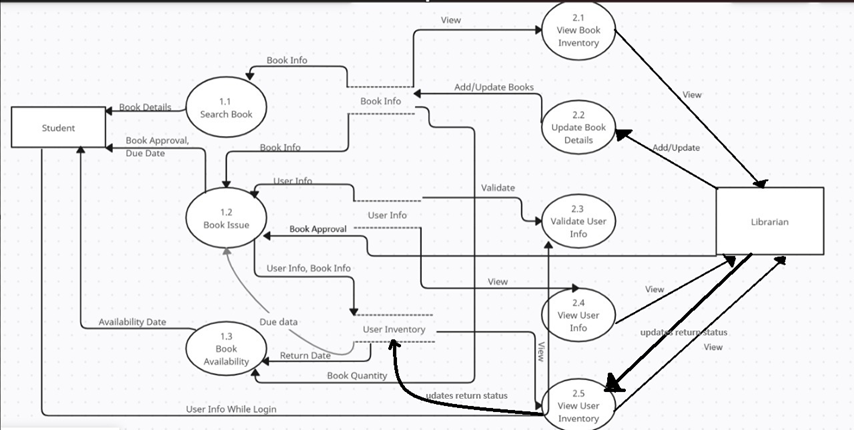 View
2.1
View Book
Inventory
Book Info
1.1
Search Book
Book Info
Add/Update Books
View
Book Details
2.2
Update Book
Details
Student
Book Approval,
Due Date
Book Info
Add/Update
User Info
Validate
1.2
Book Issue
User Info
2.3
Validate User
Info
Librarian
Book Approval
User Info, Book Info
View
2.4
View User
Info
View
Availability Date
Due data
User Inventory
updates return status
1.3
Book
Availability
Return Date
View
View
Book Quantity
2.5
View User
Inventory
udates return status
User Info While Login